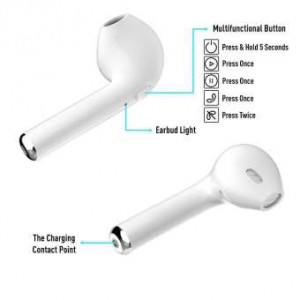 Multifunctional Button
Press & Hold 5 Seconds
Press Once
Press Once
Press Once
Press Twice
Earbud Light
The Charging
Contact Point